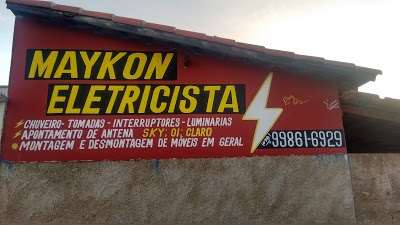 MAYKON
ELETRICISTA
CHUVEIRO - TOMADAS - INTERRUPTORES - LUMINARIAS
APONTAMENTO DE ANTENA SKY, OI, CLARO
MONTAGEM E DESMONTAGEM DE MÓVEIS EM GERAL
99861-6929